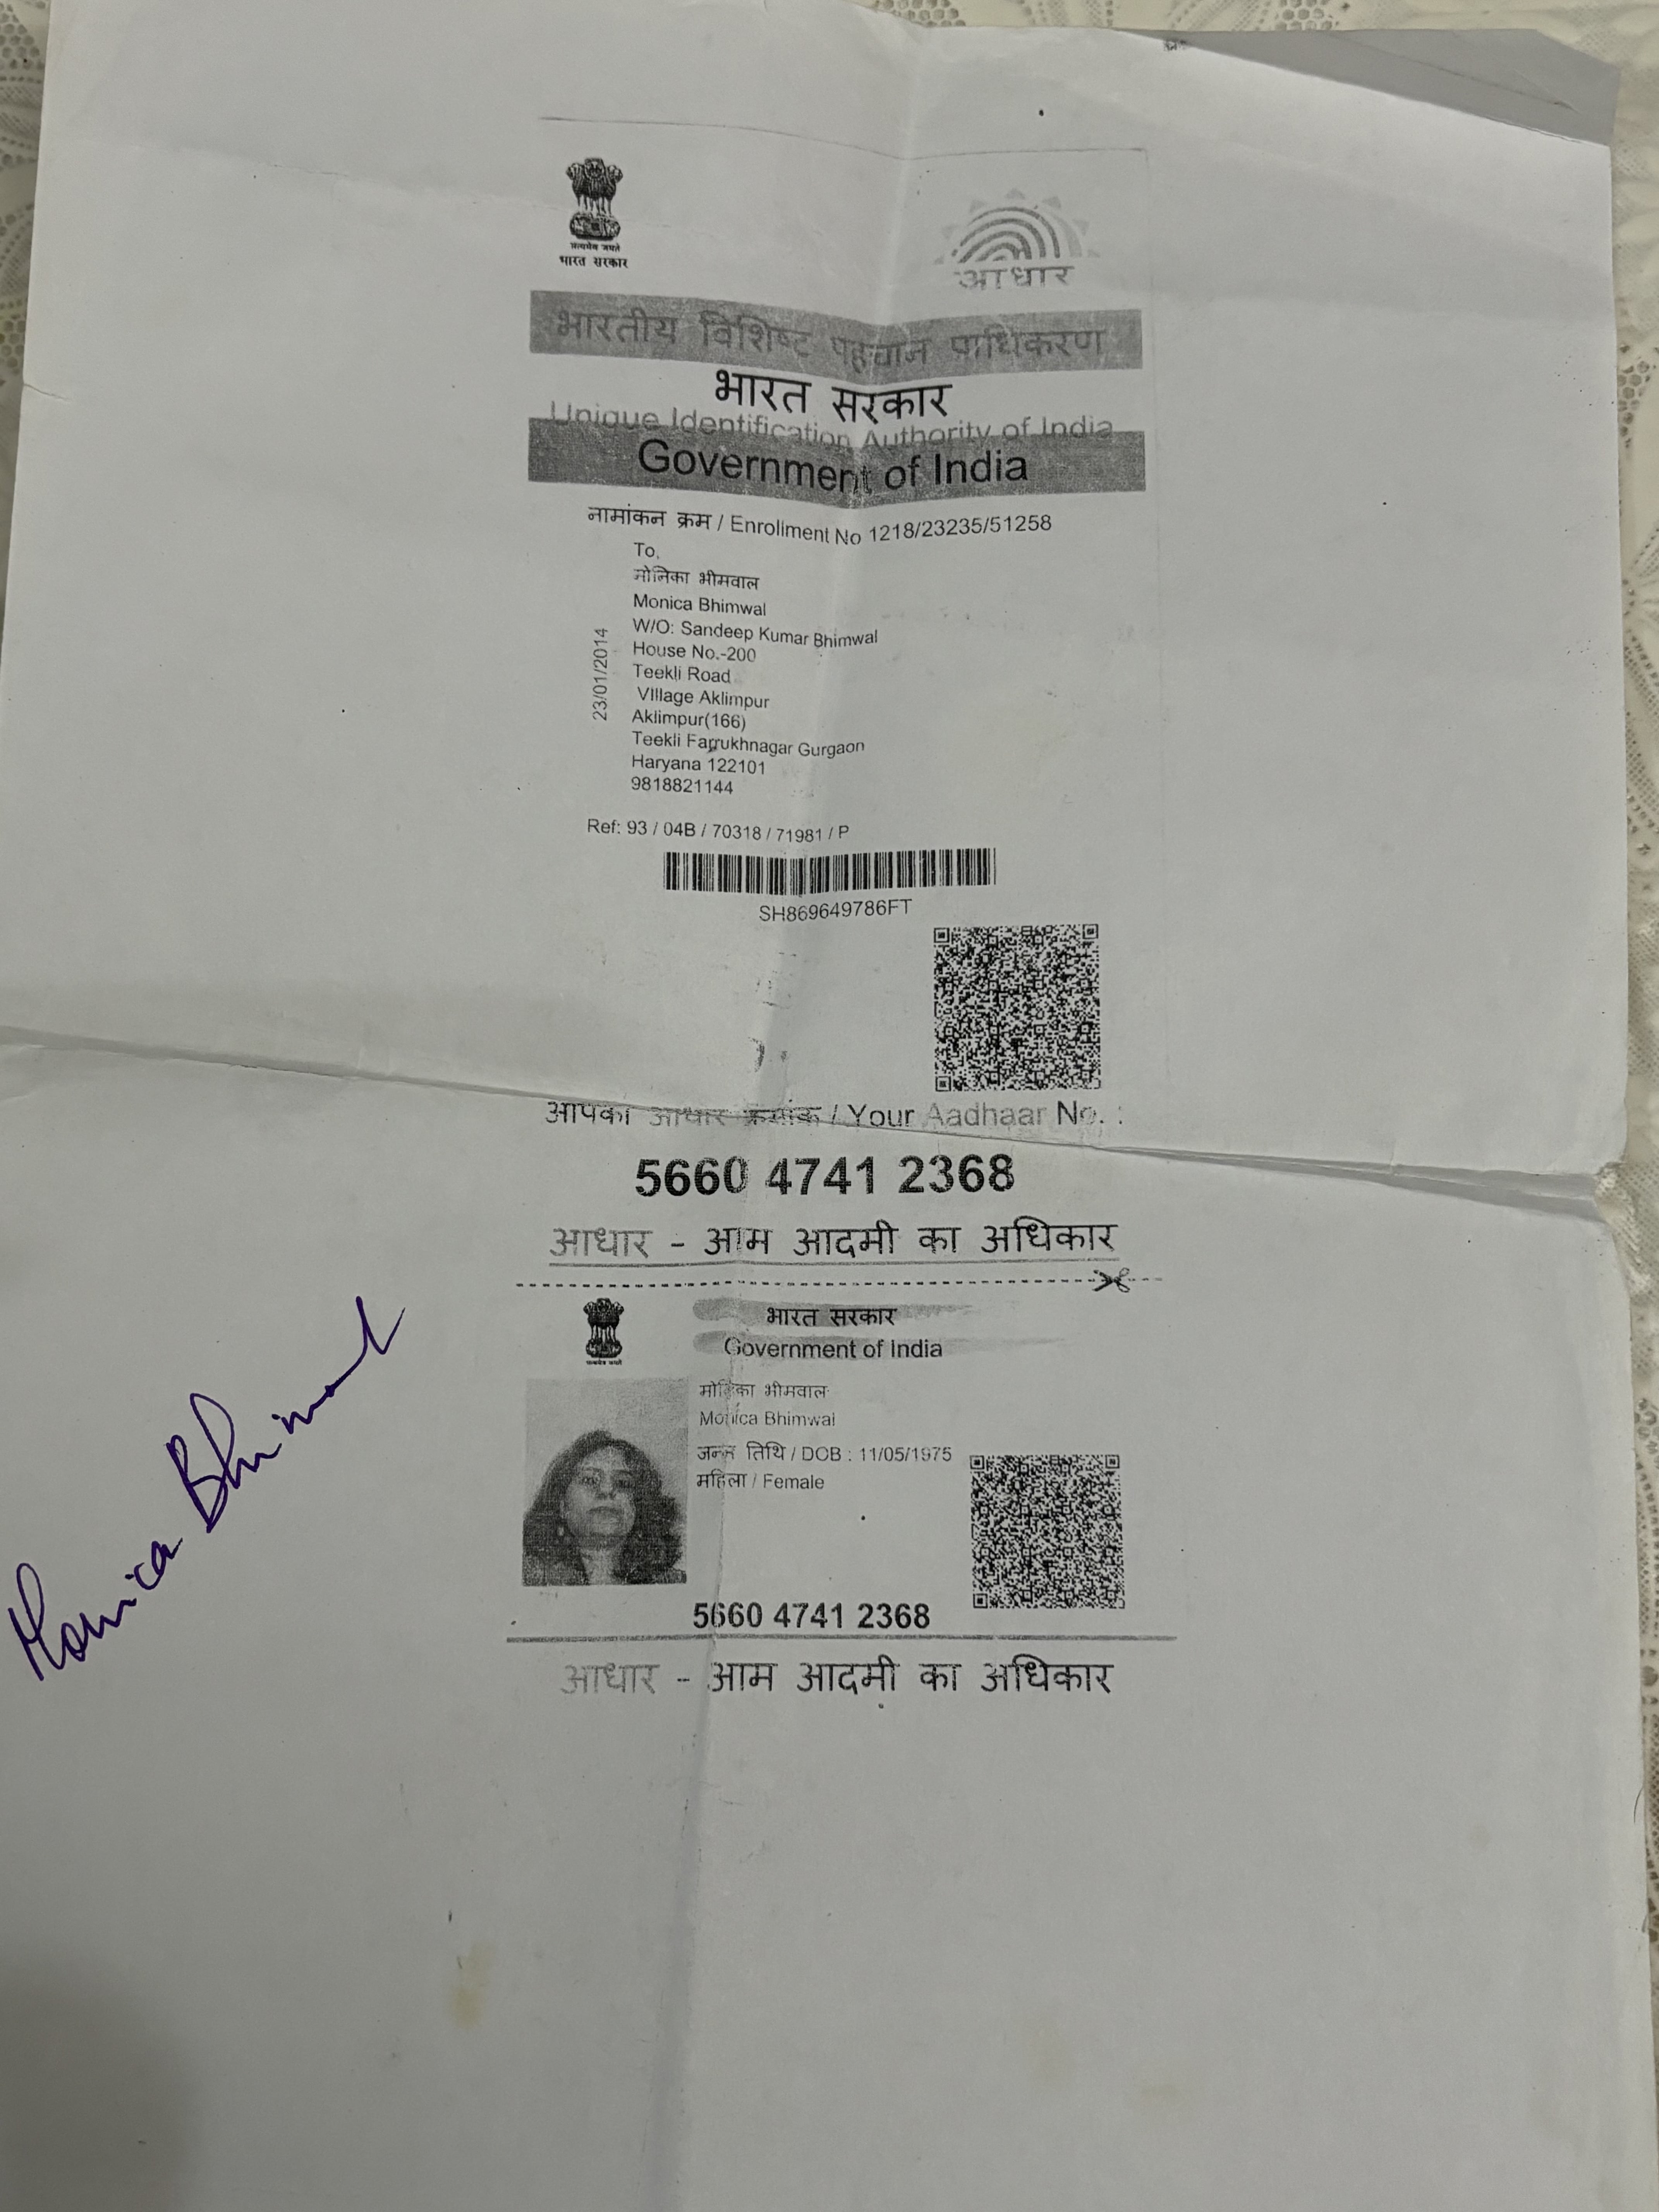 सत्यमेव जयते
भारत सरकार
आधार
भारतीय विशिष्ट पहचान प्राधिकरण
भारत सरकार
Unique Identification Authority of India
Government of India
नामांकन क्रम / Enrollment No 1218/23235/51258
To,
मोनिका भीमवाल
Monica Bhimwal
W/O: Sandeep Kumar Bhimwal
House No.-200
Teekli Road
VIllage Aklimpur
Aklimpur(166)
Teekli Farrukhnagar Gurgaon
Haryana 122101
9818821144
23/01/2014
Ref: 93 / 04B / 70318 / 71981 / P
SH869649786FT
आपका आधार क्रमांक / Your Aadhaar No. :
5660 4741 2368
आधार - आम आदमी का अधिकार
भारत सरकार
Government of India
मोनिका भीमवाल
Monica Bhimwal
जन्म तिथि / DOB : 11/05/1975
महिला / Female
5660 4741 2368
आधार - आम आदमी का अधिकार
Monica Bhimwal